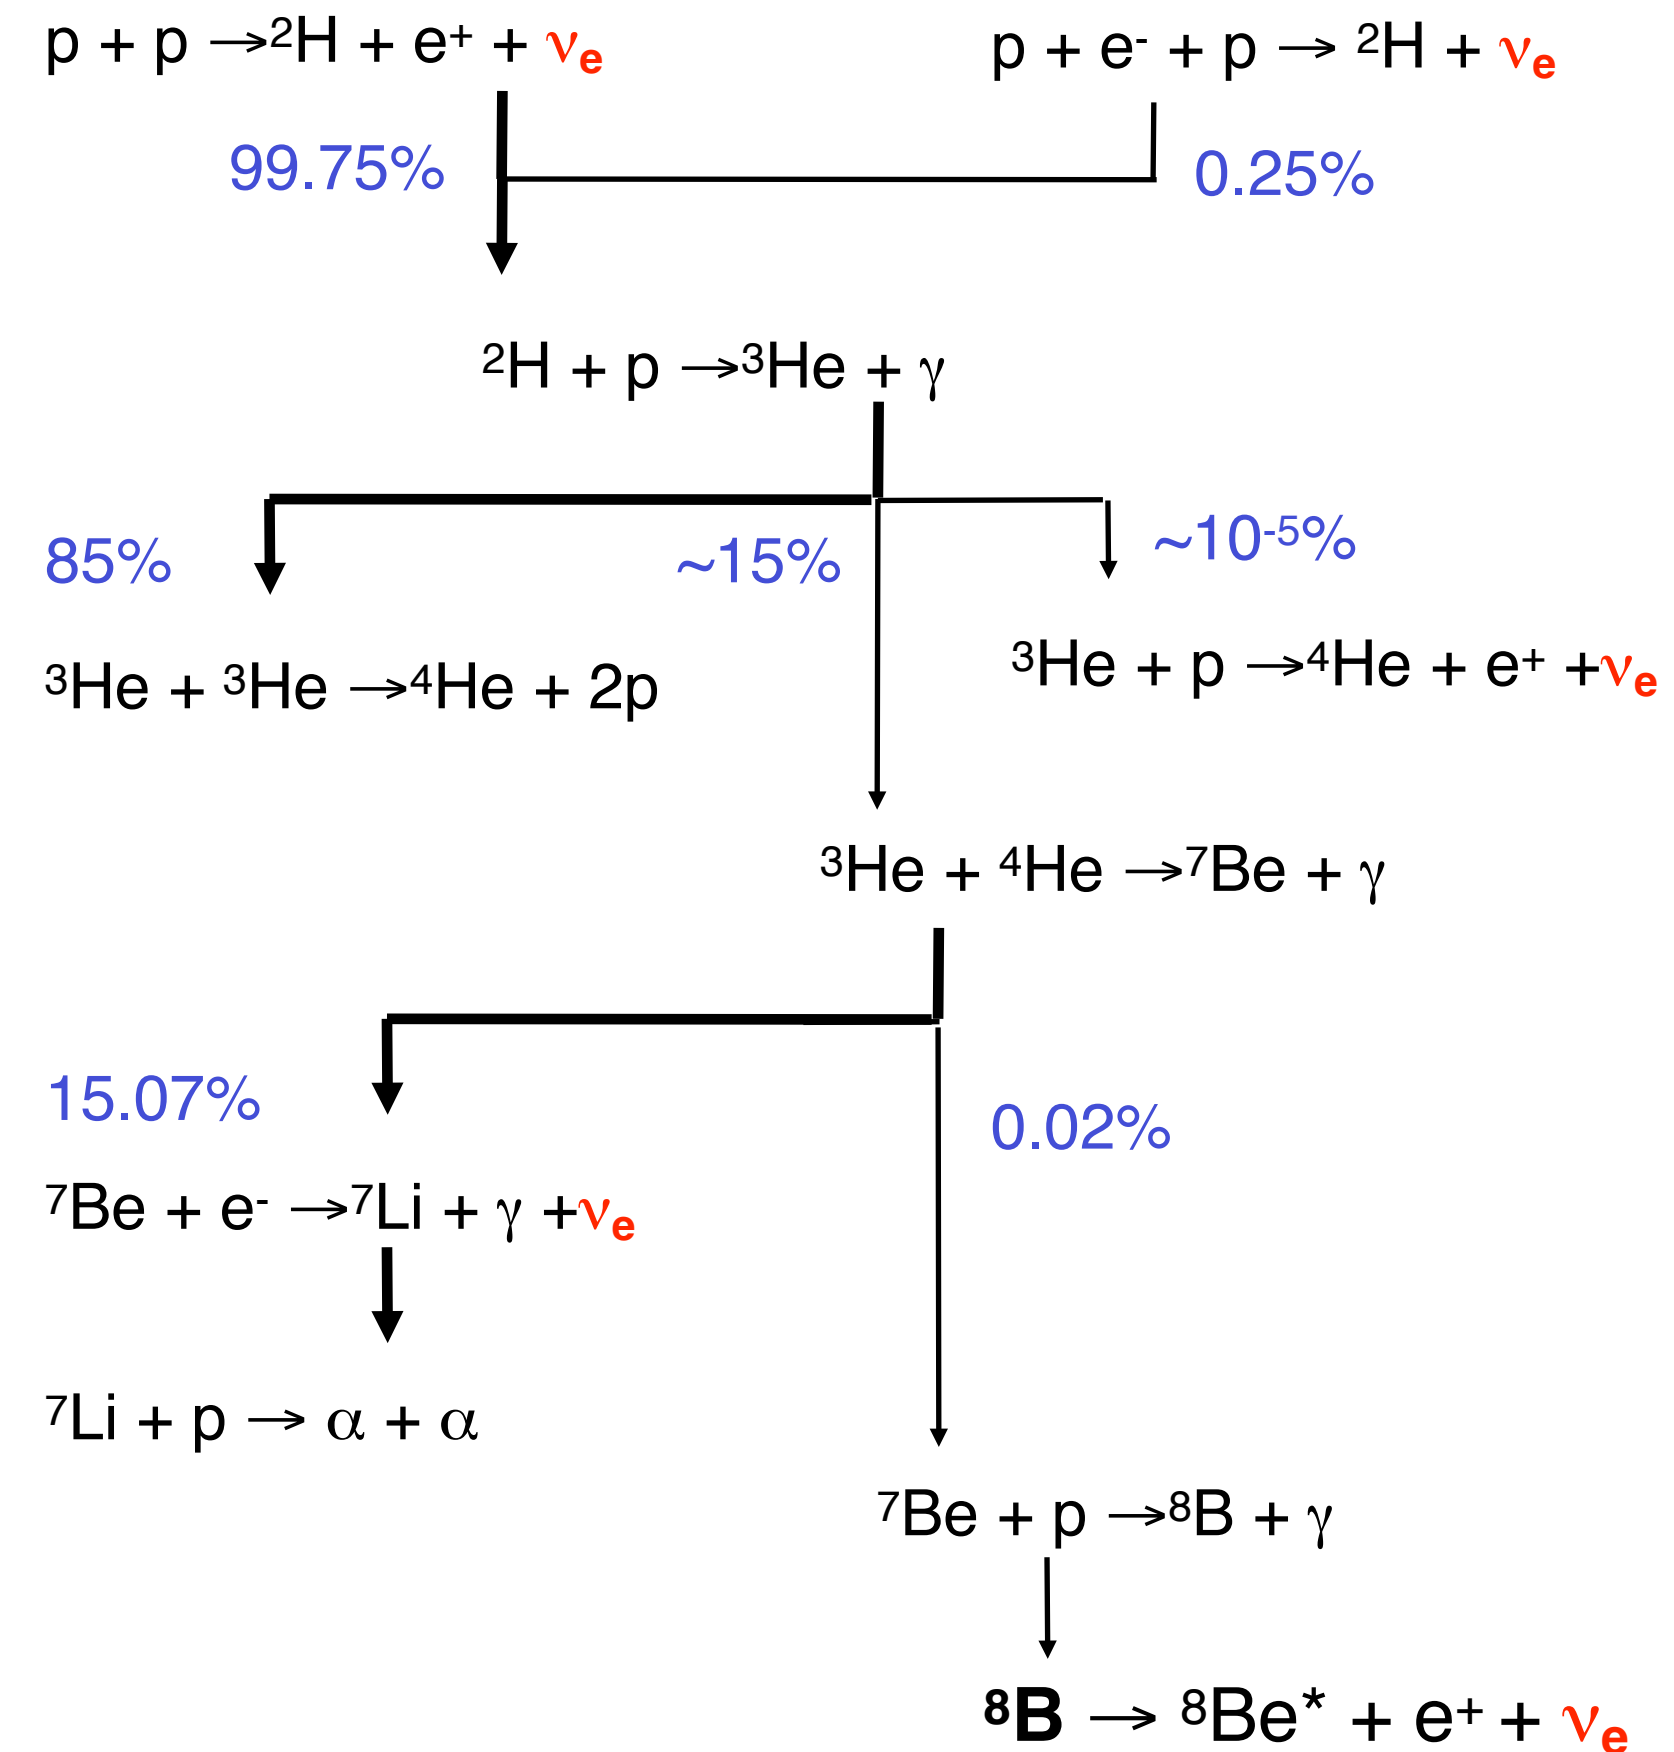 p + p →²H + e⁺ + νₑ
p + e⁻ + p → ²H + νₑ
99.75%
0.25%
²H + p →³He + γ
85%
~15%
~10⁻⁵%
³He + ³He →⁴He + 2p
³He + p →⁴He + e⁺ +νₑ
³He + ⁴He →⁷Be + γ
15.07%
0.02%
⁷Be + e⁻ →⁷Li + γ +νₑ
⁷Li + p → α + α
⁷Be + p →⁸B + γ
⁸B → ⁸Be* + e⁺ + νₑ